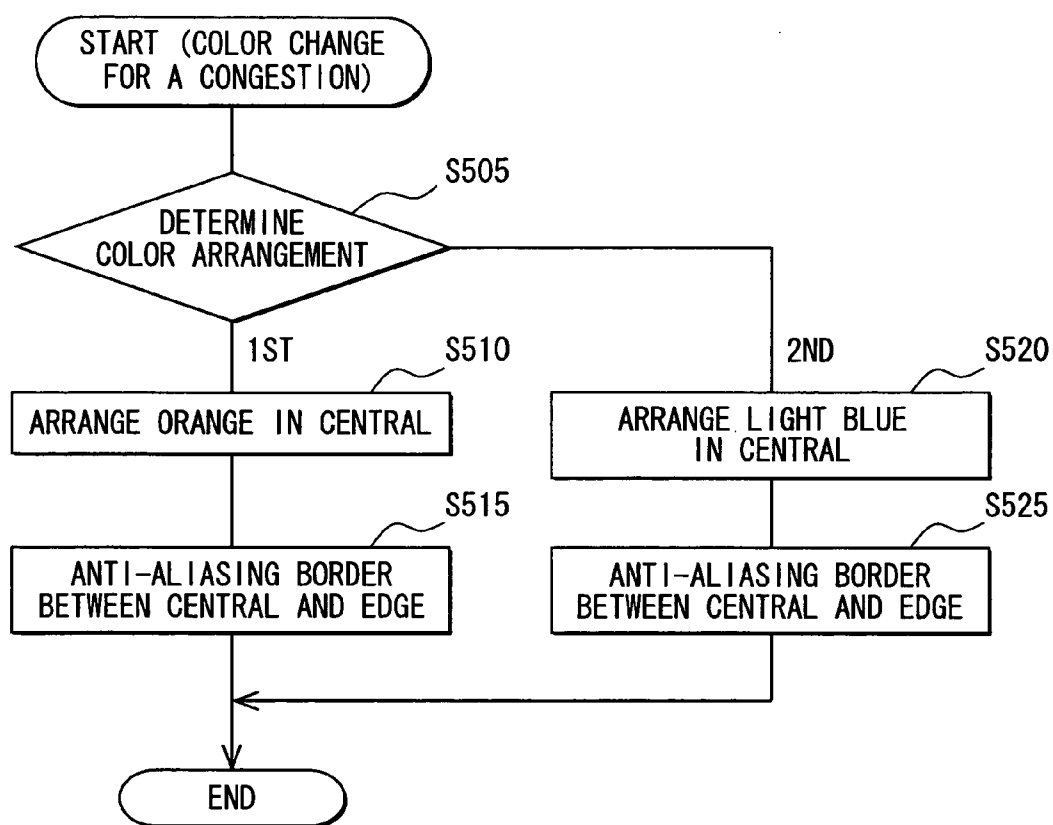 START (COLOR CHANGE
FOR A CONGESTION)
S505
DETERMINE
COLOR ARRANGEMENT
1ST
S510
ARRANGE ORANGE IN CENTRAL
S515
ANTI-ALIASING BORDER
BETWEEN CENTRAL AND EDGE
2ND
S520
ARRANGE LIGHT BLUE
IN CENTRAL
S525
ANTI-ALIASING BORDER
BETWEEN CENTRAL AND EDGE
END